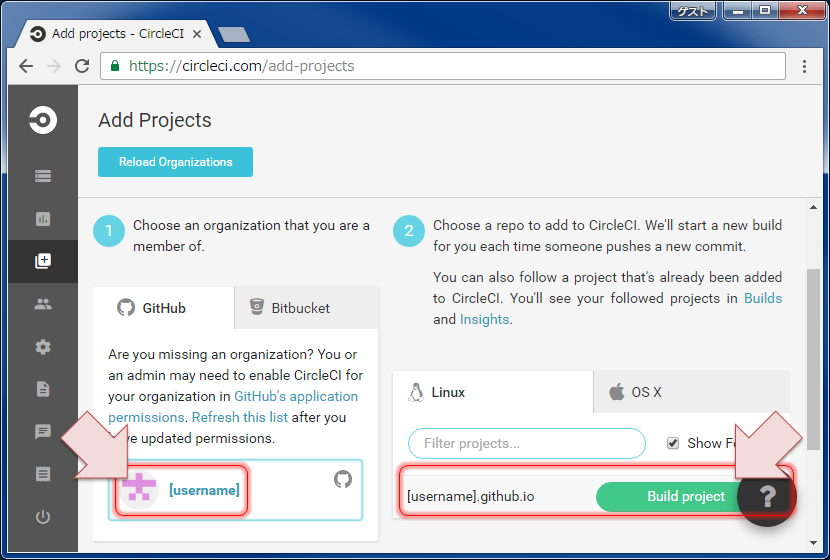 ゲスト
Add projects - CircleCI
https://circleci.com/add-projects
Add Projects
Reload Organizations
1
Choose an organization that you are a
member of.
GitHub
Bitbucket
Are you missing an organization? You or
an admin may need to enable CircleCI for
your organization in GitHub's application
permissions. Refresh this list after you
have updated permissions.
[username]
2
Choose a repo to add to CircleCI. We'll start a new build
for you each time someone pushes a new commit.
You can also follow a project that's already been added
to CircleCI. You'll see your followed projects in Builds
and Insights.
Linux
OS X
Filter projects...
Show
[username].github.io
Build project
?